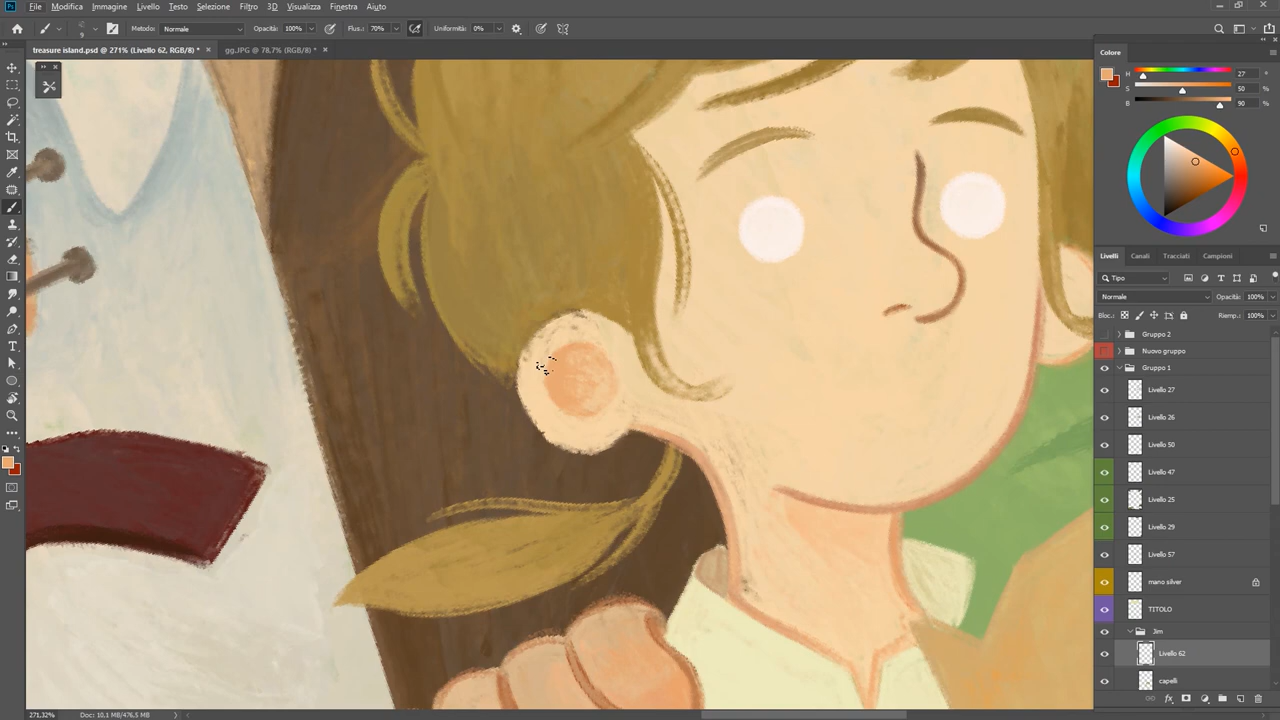 Ps File Modifica Immagine Livello Testo Selezione Filtro 3D Visualizza Finestra Aiuto
9 Metodo: Normale Opacità: 100% Flus.: 70% Uniformità: 0%
treasure island.psd @ 271% (Livello 62, RGB/8) * × gg.JPG @ 78,7% (RGB/8) * ×
Colore
H 27 °
S 50 %
B 90 %
Livelli Canali Tracciati Campioni
Tipo
Normale Opacità: 100%
Bloc.: Riemp.: 100%
Gruppo 2
Nuovo gruppo
Gruppo 1
Livello 27
Livello 26
Livello 50
Livello 47
Livello 25
Livello 29
Livello 57
mano silver
TITOLO
Jim
Livello 62
capelli
271,32% Doc: 10,1 MB/476,5 MB